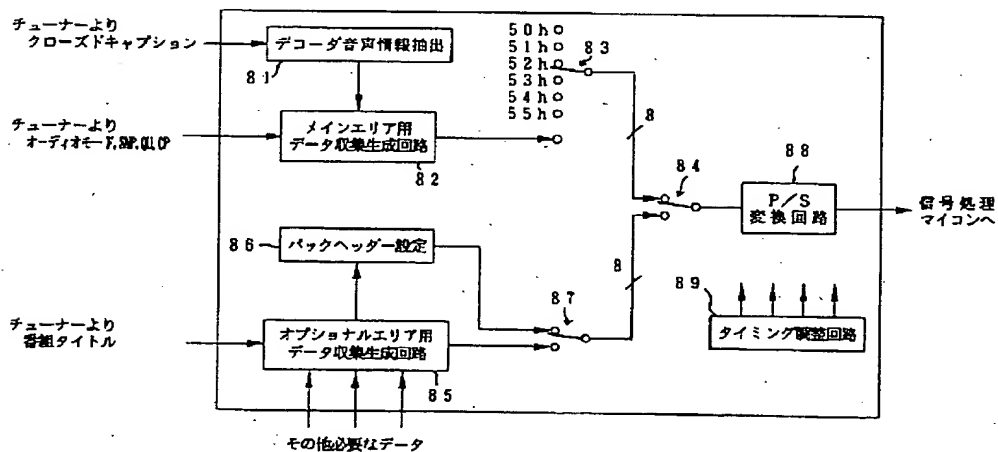 チューナーより
クローズドキャプション
デコーダ音声情報抽出
81
50h
51h
52h
53h
54h
55h
83
チューナーより
オーディオモード,SMP,
メインエリア用
データ収集生成回路
82
8
84
88
P/S
変換回路
信号処理
マイコンへ
86
パックヘッダー設定
8
87
89
タイミング調整回路
チューナーより
番組タイトル
オプショナルエリア用
データ収集生成回路
85
その他必要なデータ